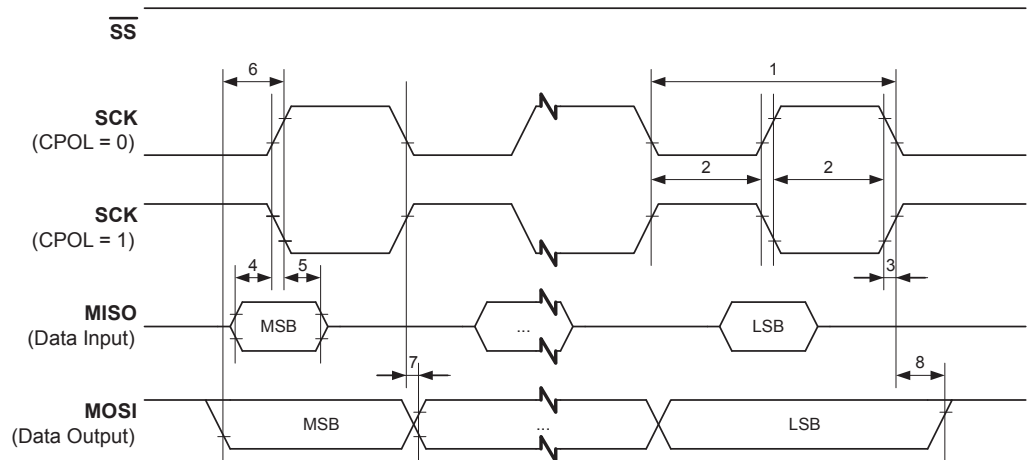 SS
6
1
SCK
(CPOL = 0)
2
2
SCK
(CPOL = 1)
4
5
3
MISO
(Data Input)
MSB
...
LSB
7
8
MOSI
(Data Output)
MSB
...
LSB